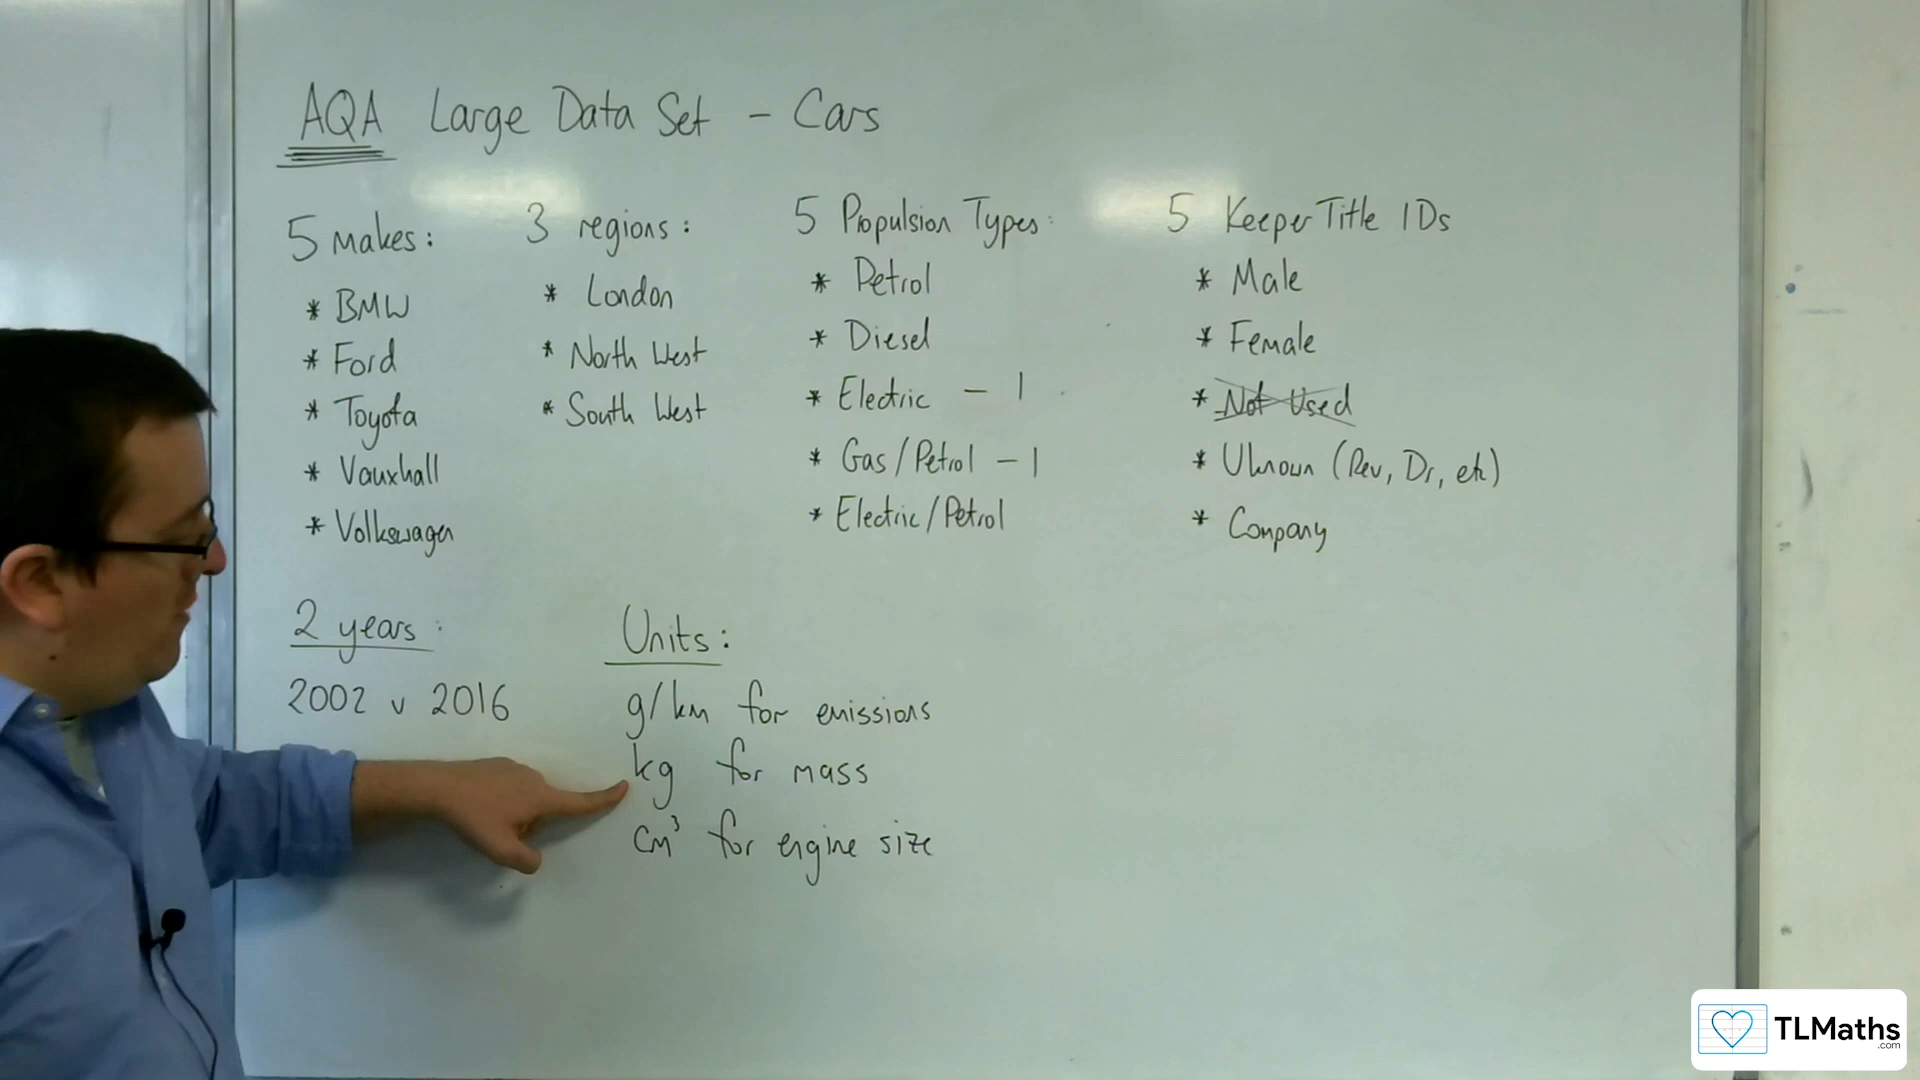 AQA Large Data Set - Cars
5 makes:
* BMW
* Ford
* Toyota
* Vauxhall
* Volkswagen
3 regions:
* London
* North West
* South West
5 Propulsion Types:
* Petrol
* Diesel
* Electric - 1
* Gas/Petrol - 1
* Electric/Petrol
5 Keeper Title IDs
* Male
* Female
* Not Used
* Uknown (Rev, Dr, etc)
* Company
2 years:
2002 v 2016
Units:
g/km for emissions
kg for mass
cm³ for engine size
TLMaths
.com